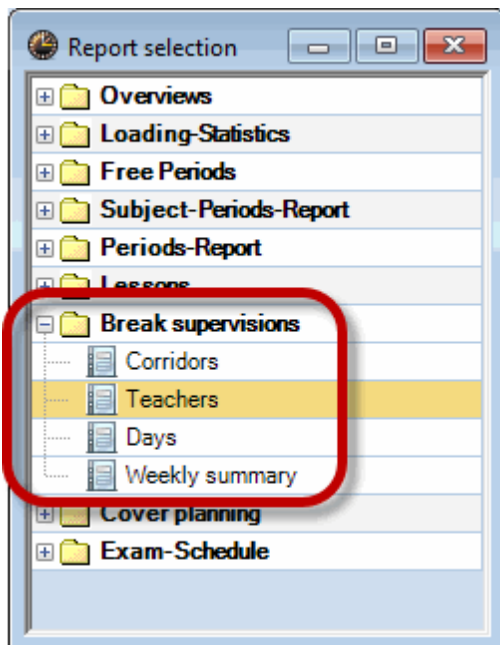 Report selection
Overviews
Loading-Statistics
Free Periods
Subject-Periods-Report
Periods-Report
Lessons
Break supervisions
Corridors
Teachers
Days
Weekly summary
Cover planning
Exam-Schedule